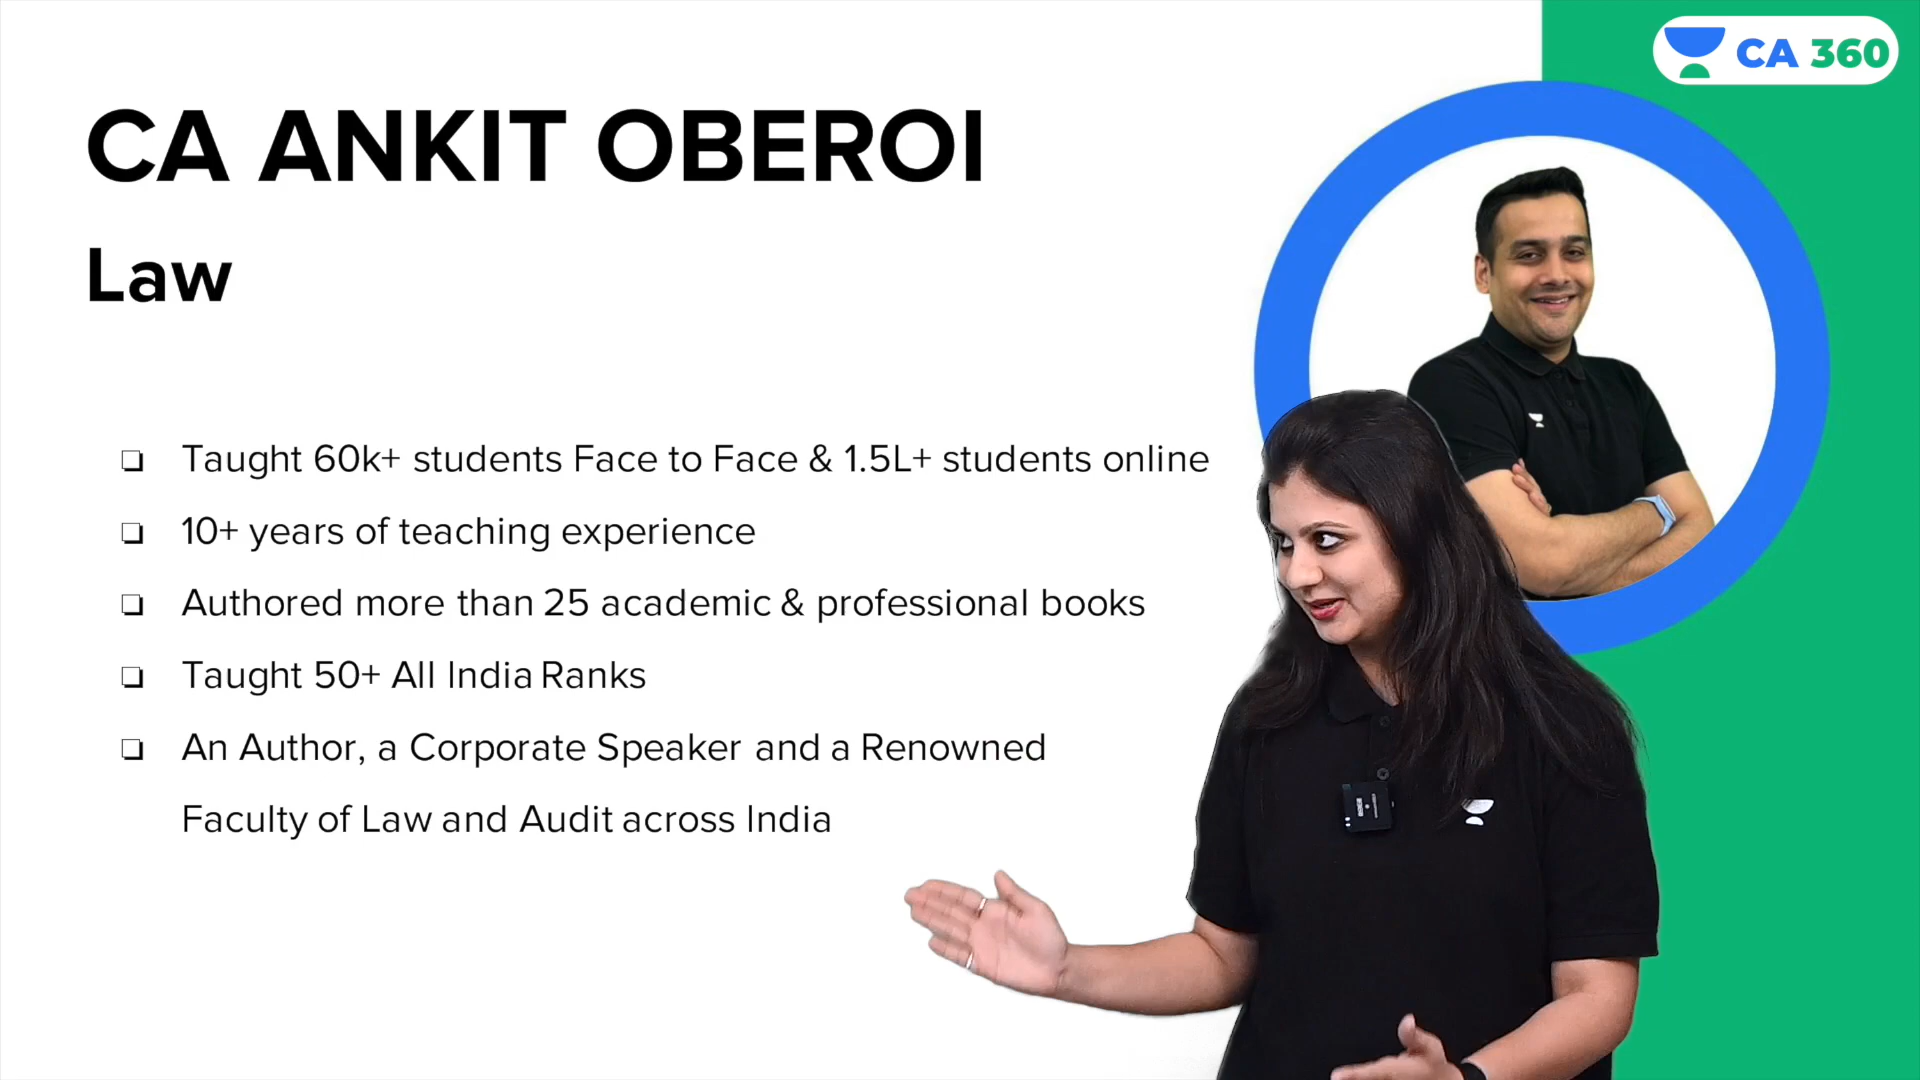 CA 360
CA ANKIT OBEROI
Law
Taught 60k+ students Face to Face & 1.5L+ students online
10+ years of teaching experience
Authored more than 25 academic & professional books
Taught 50+ All India Ranks
An Author, a Corporate Speaker and a Renowned
Faculty of Law and Audit across India